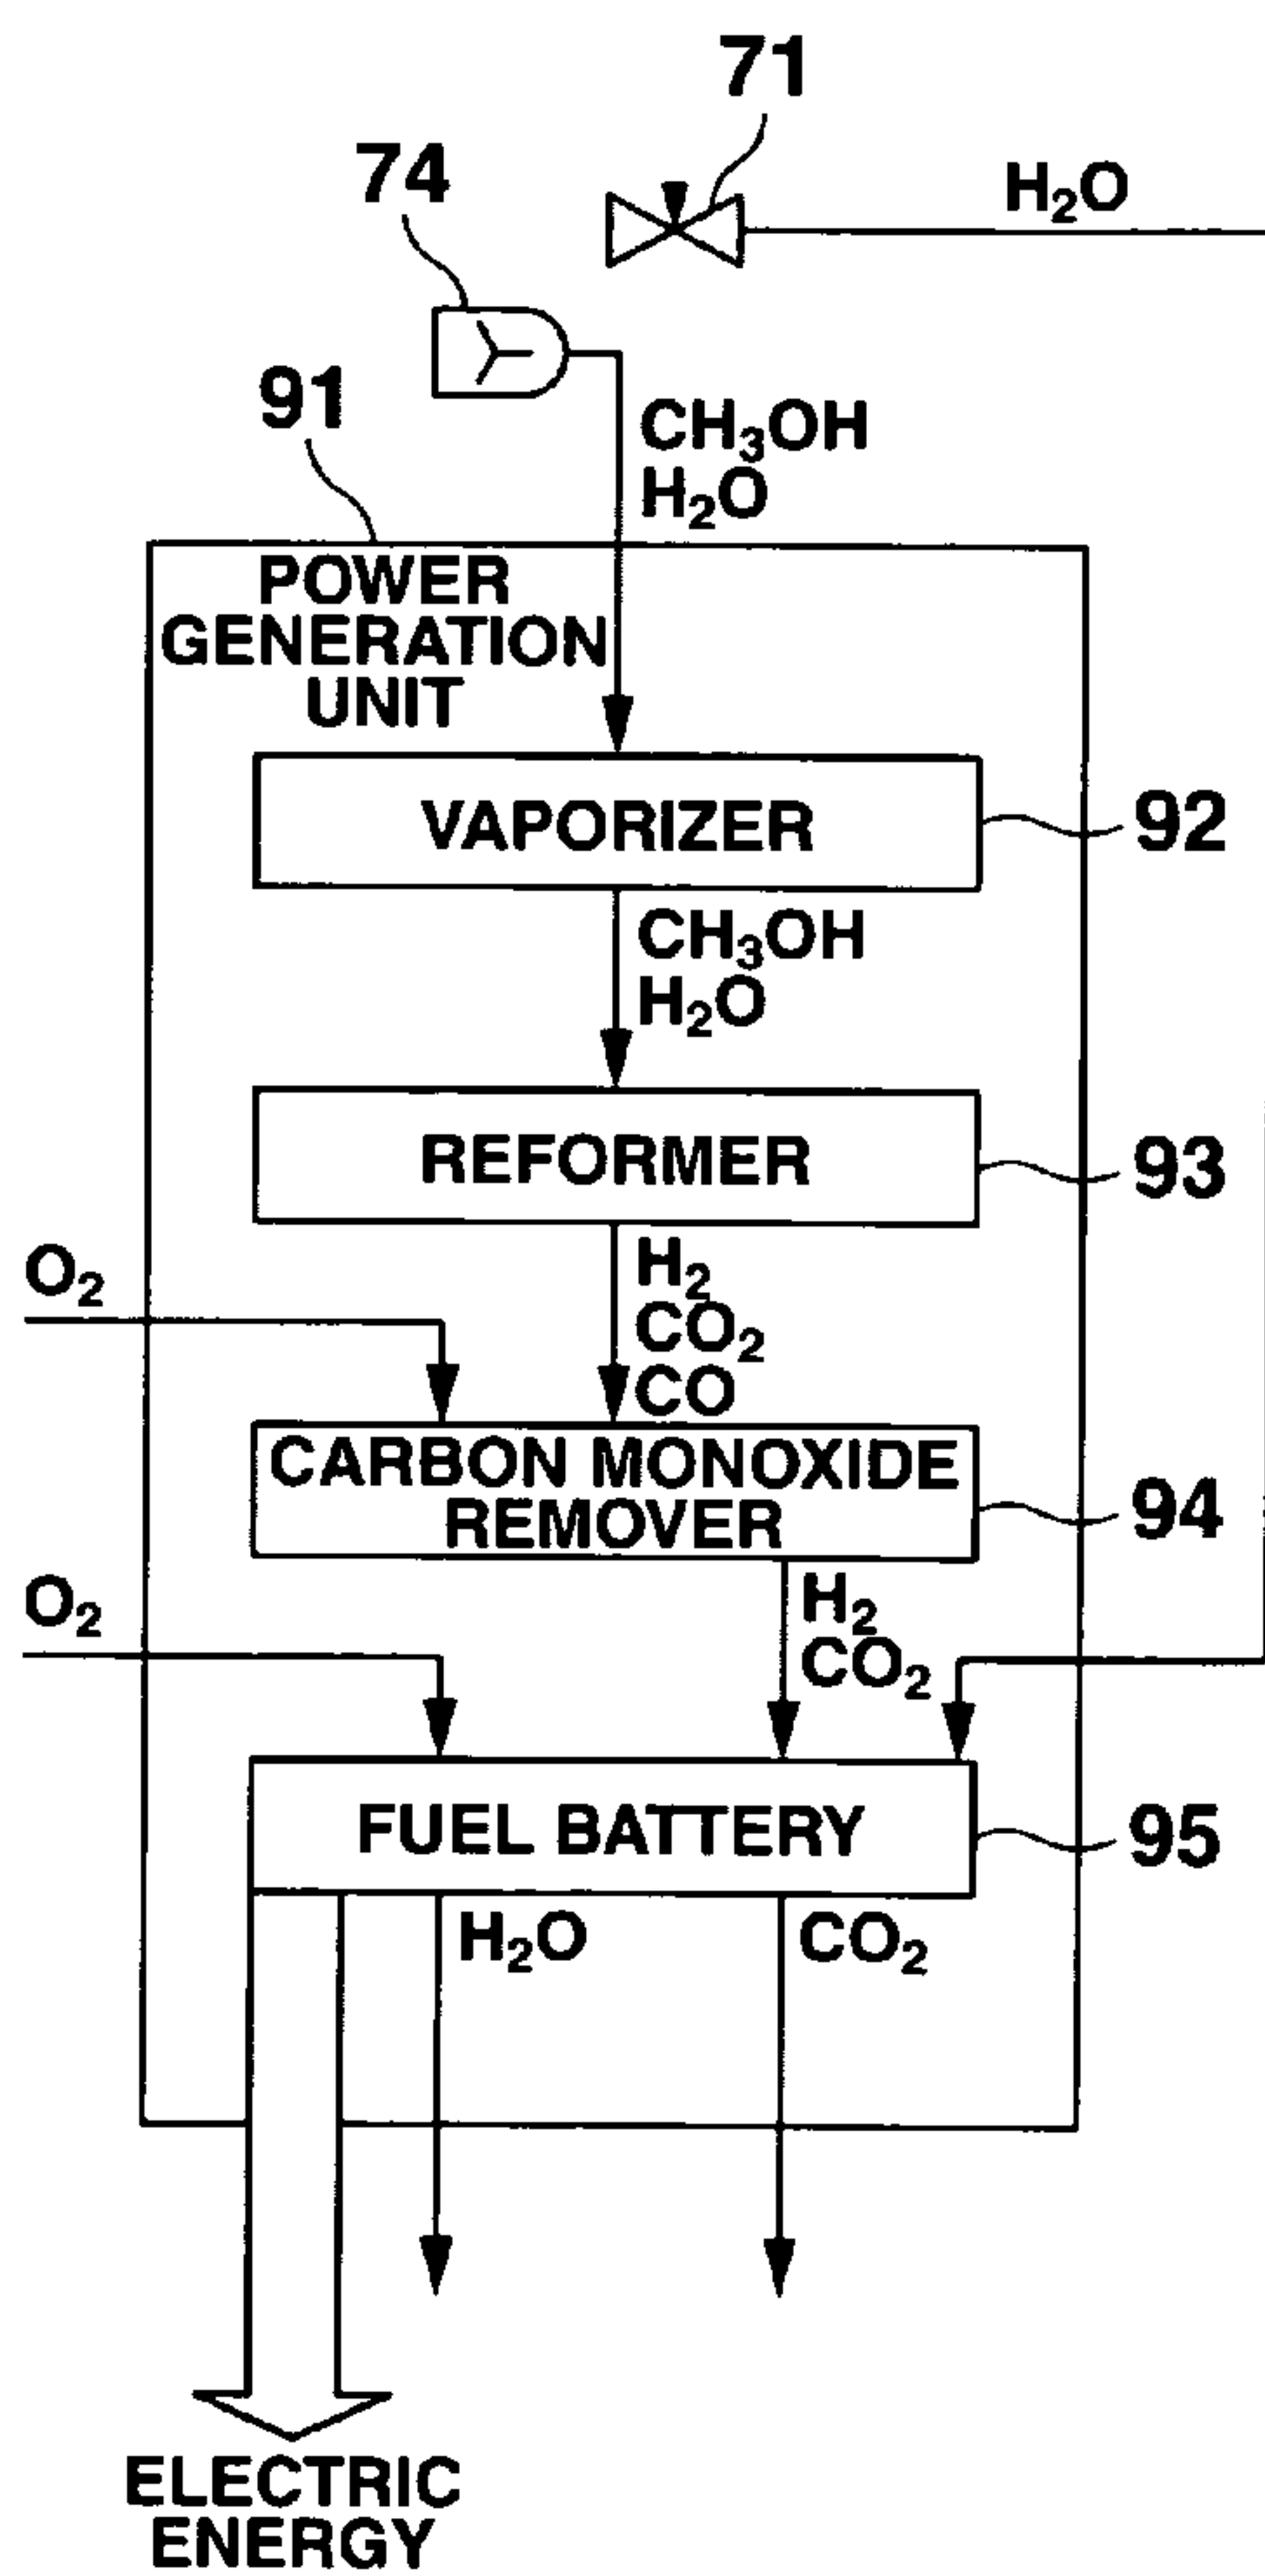 71
74
H₂O
91
CH₃OH
H₂O
POWER
GENERATION
UNIT
VAPORIZER
92
CH₃OH
H₂O
REFORMER
93
O₂
H₂
CO₂
CO
CARBON MONOXIDE
REMOVER
94
O₂
H₂
CO₂
FUEL BATTERY
95
H₂O
CO₂
ELECTRIC
ENERGY